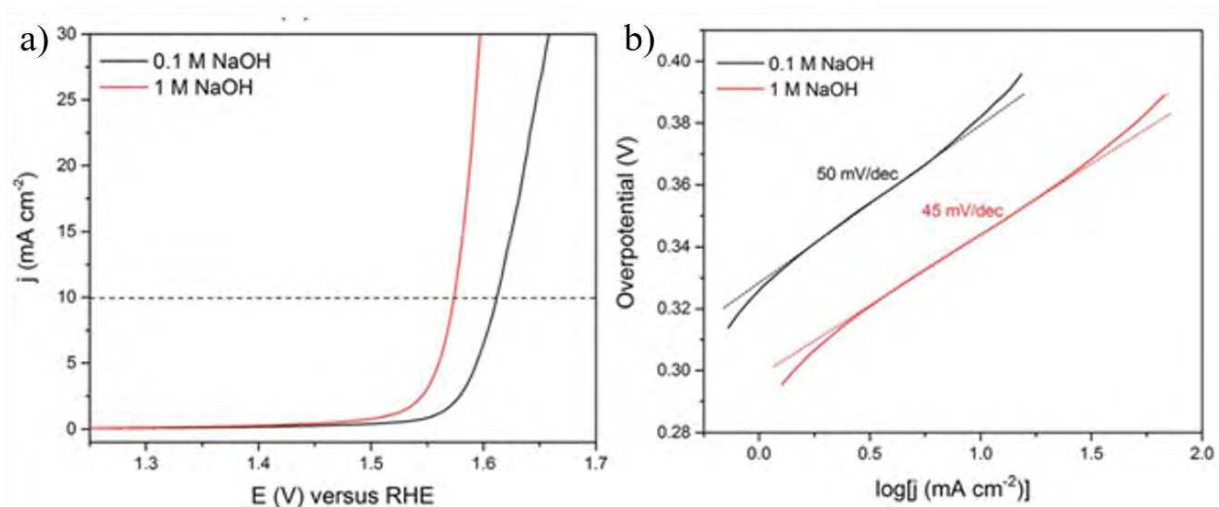 a)
0.1 M NaOH
1 M NaOH
30
25
20
15
10
5
0
j (mA cm-2)
1.3 1.4 1.5 1.6 1.7
E (V) versus RHE
b)
0.1 M NaOH
1 M NaOH
0.40
0.38
0.36
0.34
0.32
0.30
0.28
Overpotential (V)
50 mV/dec
45 mV/dec
0.0 0.5 1.0 1.5 2.0
log[j (mA cm-2)]